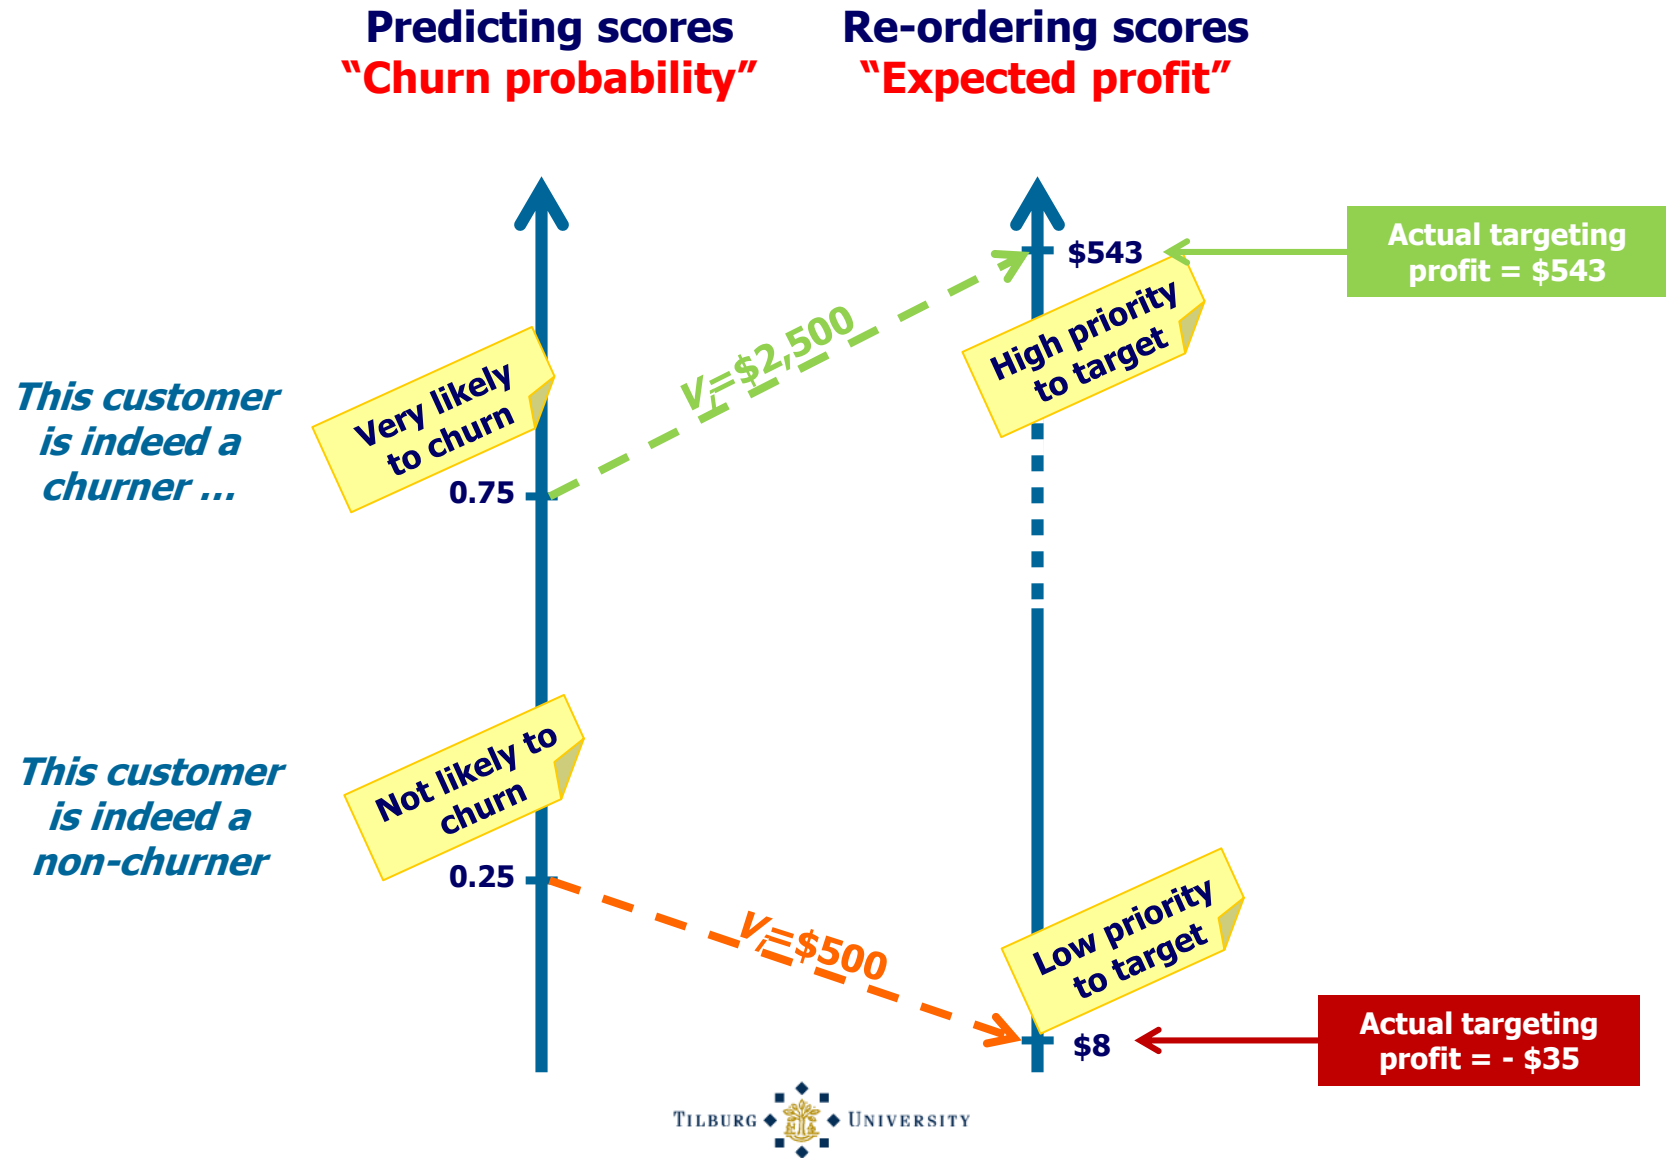 Predicting scores
“Churn probability”
Re-ordering scores
“Expected profit”
$543
Actual targeting
profit = $543
High priority
to target
Vᵢ=$2,500
Very likely
to churn
This customer
is indeed a
churner ...
0.75
Not likely to
churn
This customer
is indeed a
non-churner
0.25
Vᵢ=$500
Low priority
to target
$8
Actual targeting
profit = - $35
TILBURG UNIVERSITY